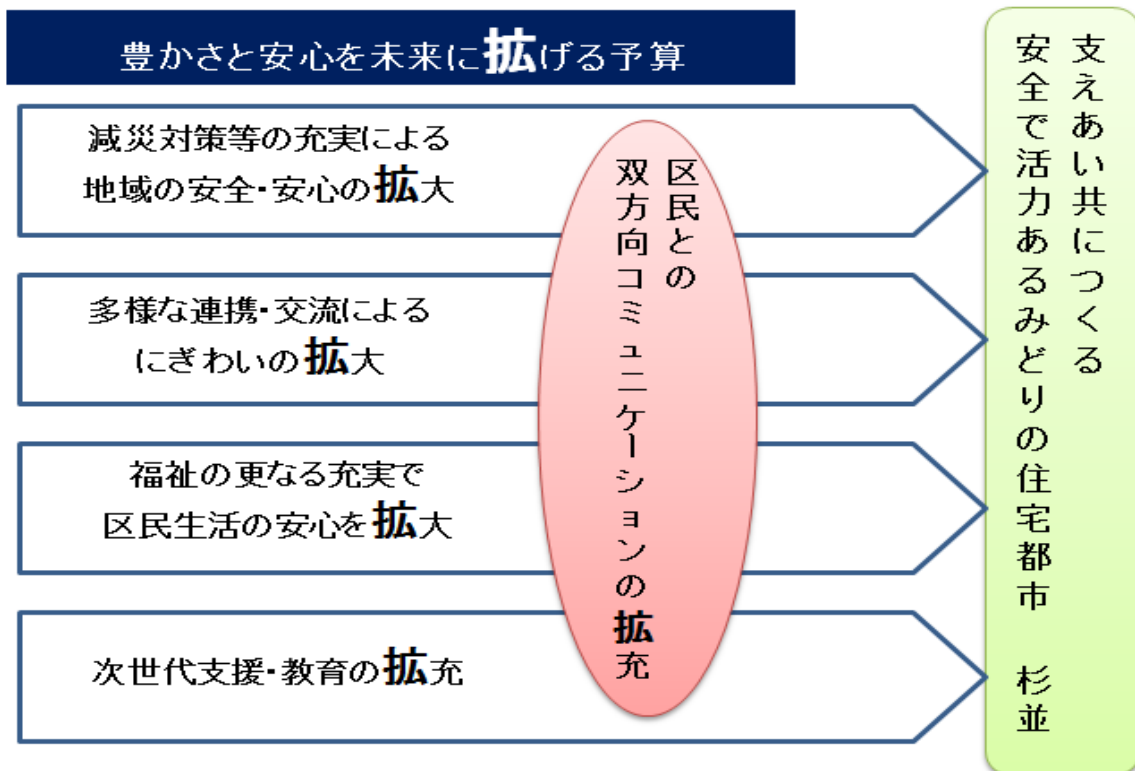 豊かさと安心を未来に拡げる予算
減災対策等の充実による
地域の安全・安心の拡大
多様な連携・交流による
にぎわいの拡大
福祉の更なる充実で
区民生活の安心を拡大
次世代支援・教育の拡充
区民との
双方向コミュニケーションの拡充
支えあい共につくる
安全で活力あるみどりの住宅都市　杉並